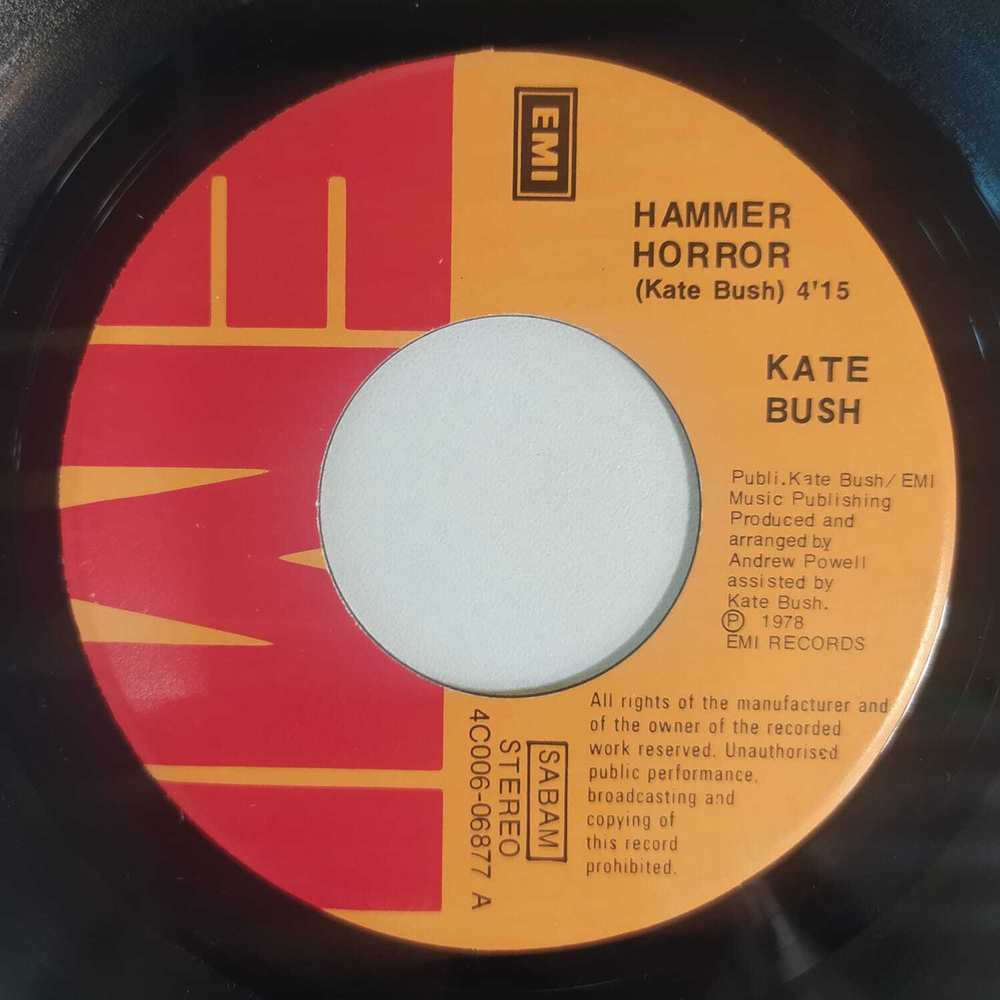 EMI
HAMMER
HORROR
(Kate Bush) 4'15
KATE
BUSH
Publi.Kate Bush/EMI
Music Publishing
Produced and
arranged by
Andrew Powell
assisted by
Kate Bush.
Ⓟ 1978
EMI RECORDS
All rights of the manufacturer and
of the owner of the recorded
work reserved. Unauthorised
public performance,
broadcasting and
copying of
this record
prohibited.
SABAM
STEREO
4C006-06877 A
EMI